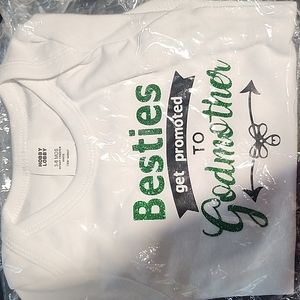 HOBBY
LOBBY
Besties
get promoted
TO
Godmother